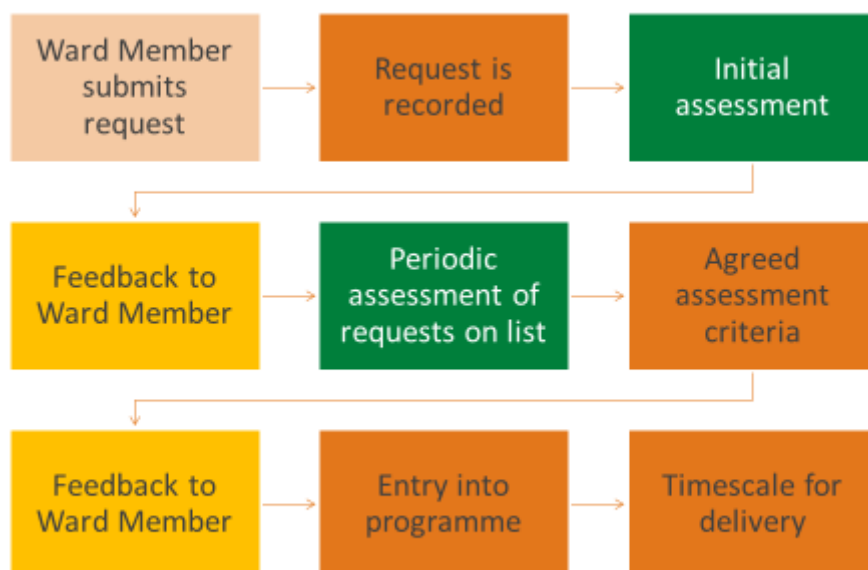 Ward Member
submits
request
Request is
recorded
Initial
assessment
Feedback to
Ward Member
Periodic
assessment of
requests on list
Agreed
assessment
criteria
Feedback to
Ward Member
Entry into
programme
Timescale for
delivery